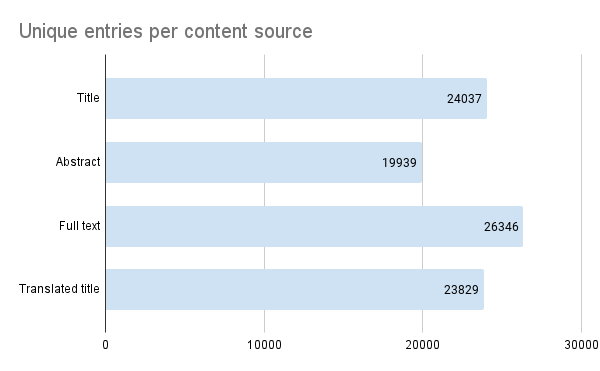 Unique entries per content source
Title
24037
Abstract
19939
Full text
26346
Translated title
23829
0 10000 20000 30000